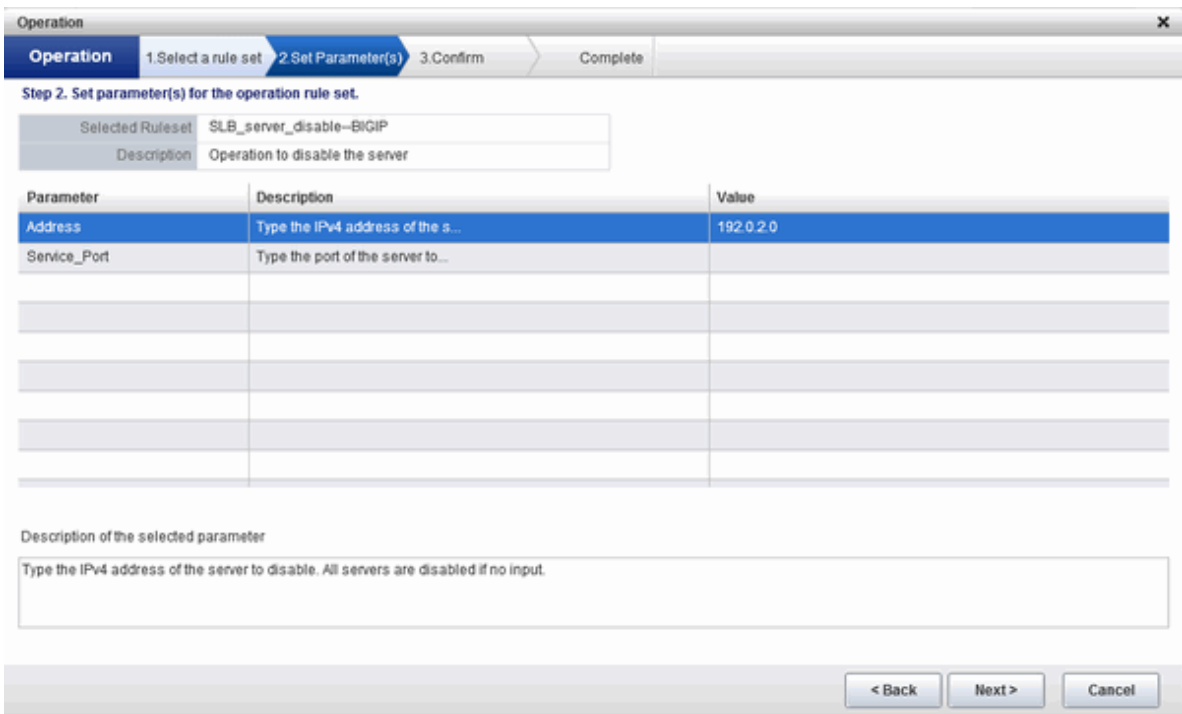 Operation
Operation 1.Select a rule set 2.Set Parameter(s) 3.Confirm Complete
Step 2. Set parameter(s) for the operation rule set.
Selected Ruleset SLB_server_disable--BIGIP
Description Operation to disable the server
Parameter Description Value
Address Type the IPv4 address of the s... 192.0.2.0
Service_Port Type the port of the server to...
Description of the selected parameter
Type the IPv4 address of the server to disable. All servers are disabled if no input.
< Back Next > Cancel